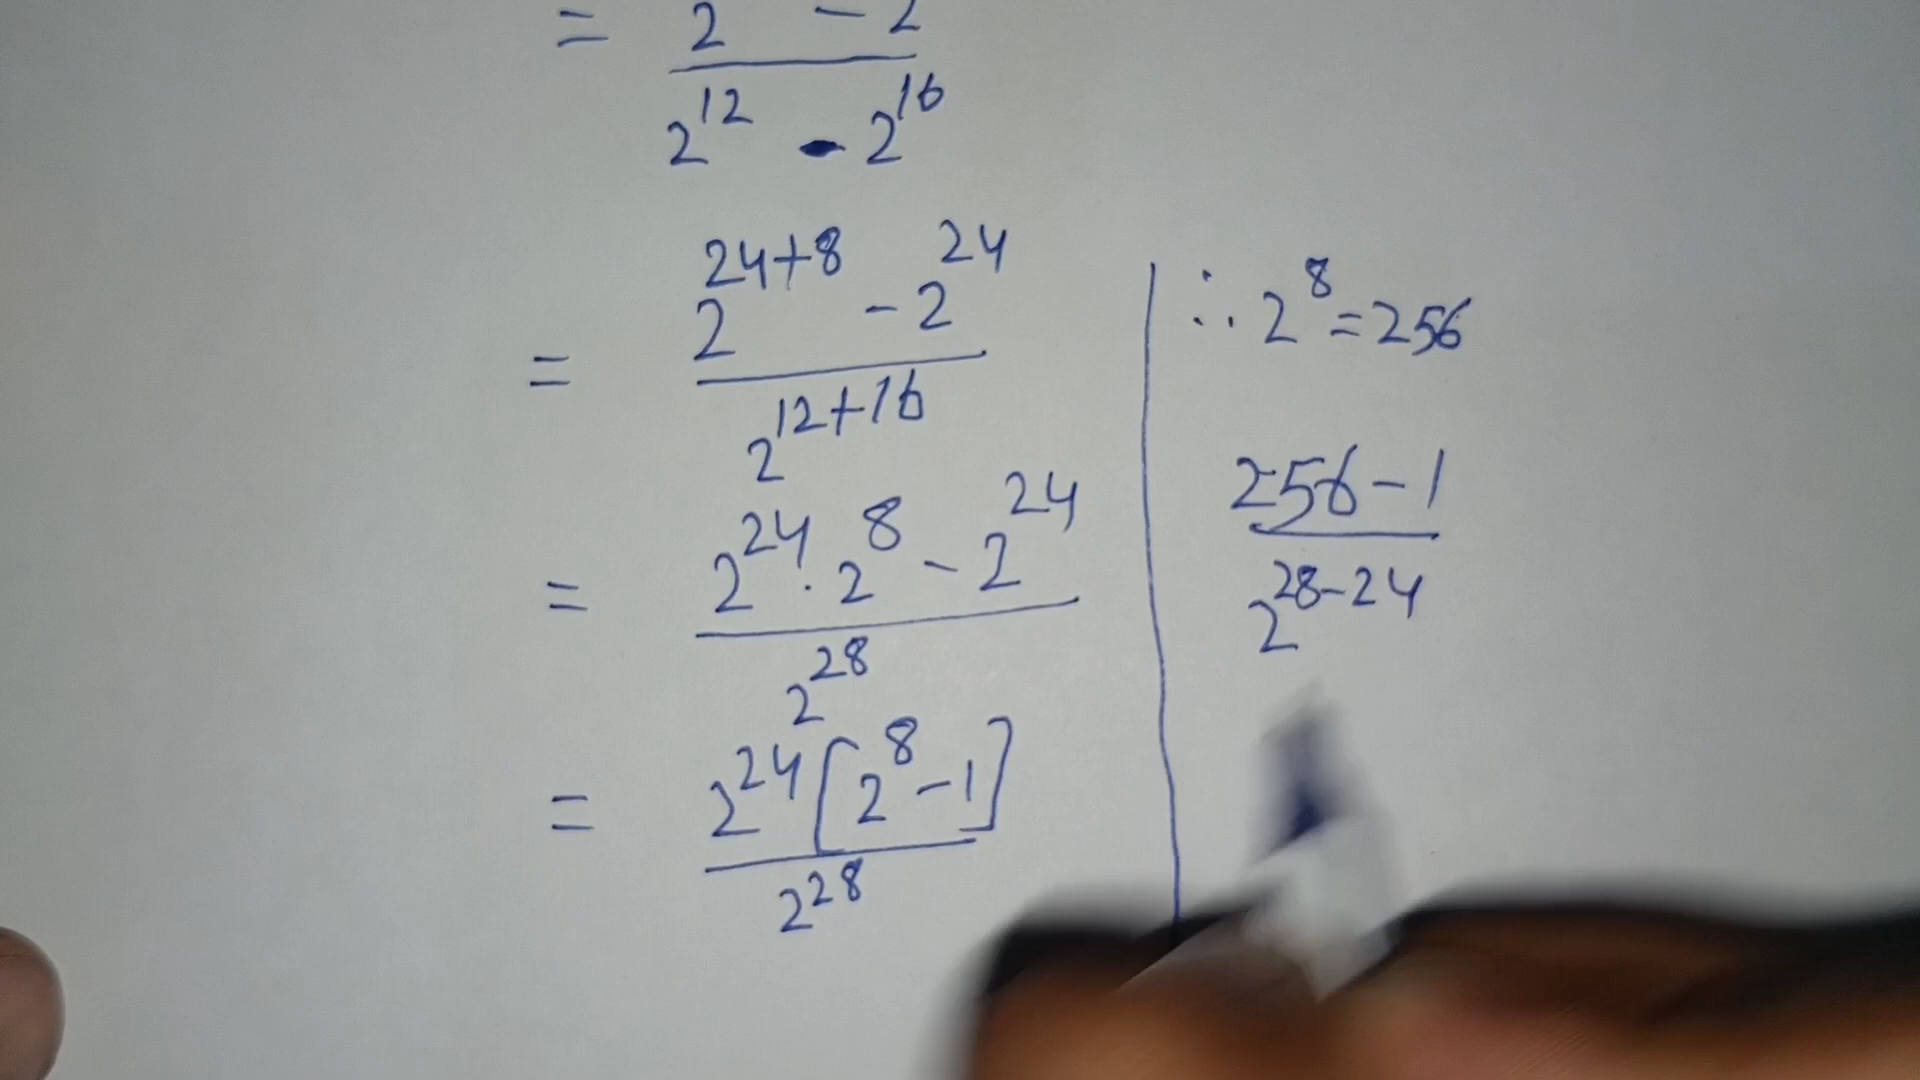 = 2 - 2
2^12 · 2^16
= 2^(24+8) - 2^24
2^(12+16)
= 2^24 · 2^8 - 2^24
2^28
= 2^24 [2^8 - 1]
2^28
∴ 2^8 = 256
256 - 1
2^(28-24)